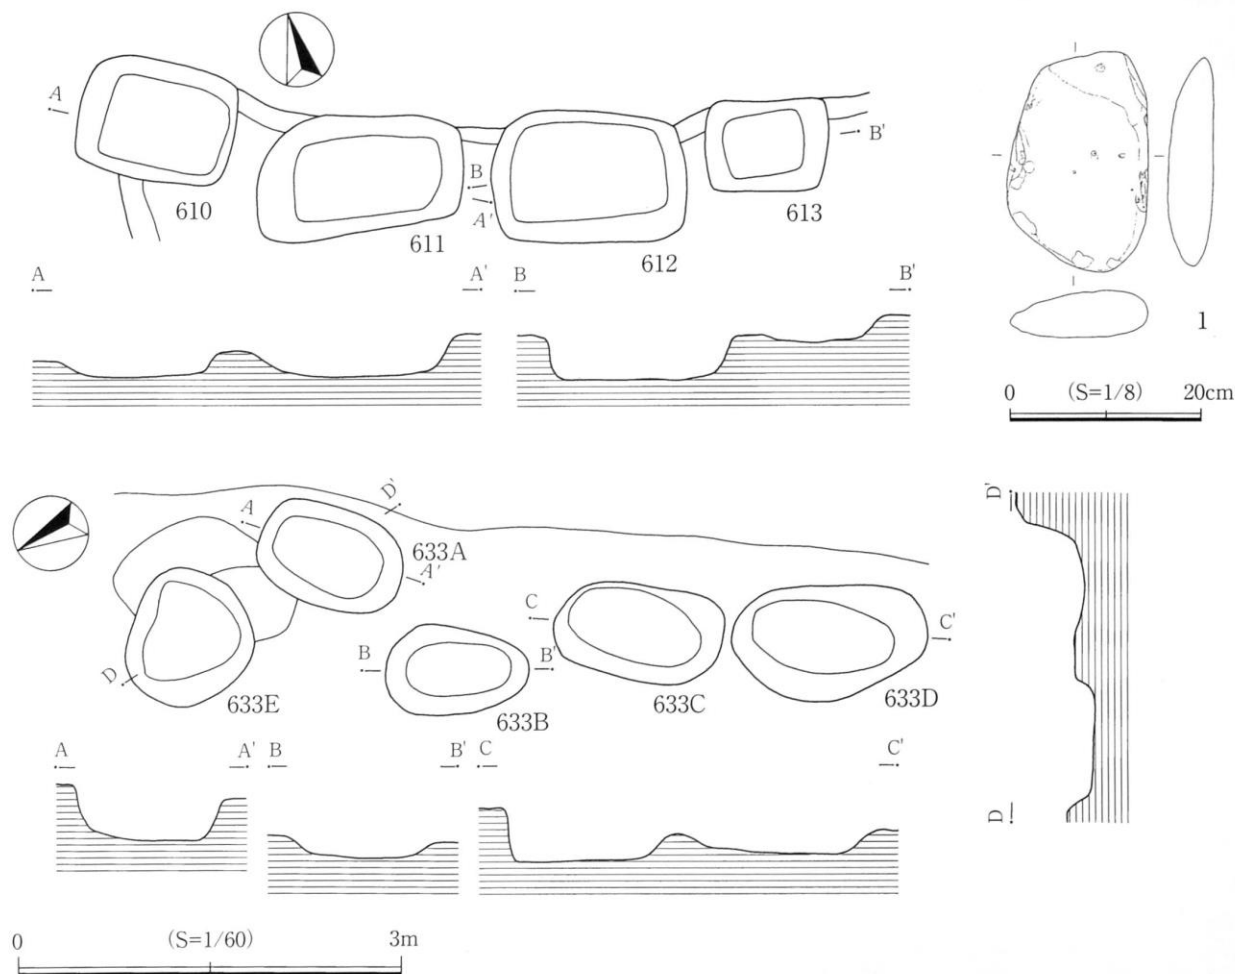 A
610
B
A'
611
612
613
B'
A
A'
B
B'
1
0 (S=1/8) 20cm
A
D'
633A
A'
D
633E
B
B'
633B
C
633C
C'
633D
D'
D
A
A'
B
B'
C
C'
0 (S=1/60) 3m